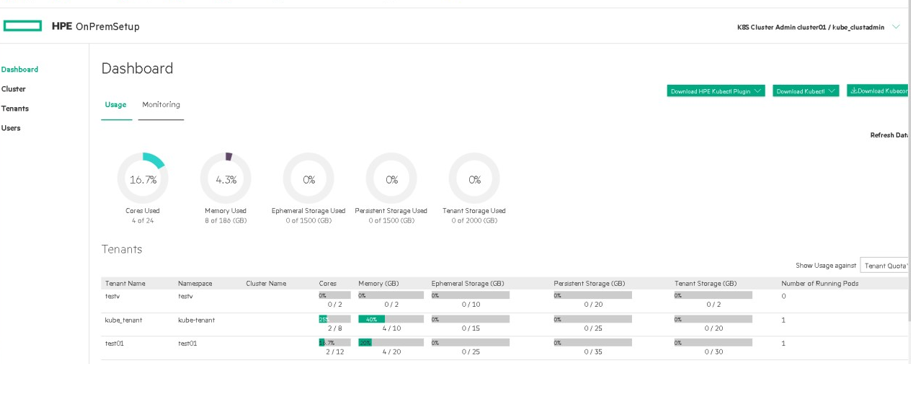 HPE OnPremSetup
K8S Cluster Admin cluster01 / kube_clustadmin
Dashboard
Cluster
Tenants
Users
Dashboard
Download HPE Kubectl Plugin
Download Kubectl
Download Kubeconf
Usage
Monitoring
Refresh Data
16.7%
4.3%
0%
0%
0%
Cores Used
Memory Used
Ephemeral Storage Used
Persistent Storage Used
Tenant Storage Used
4 of 24
8 of 186 (GB)
0 of 1500 (GB)
0 of 1500 (GB)
0 of 2000 (GB)
Tenants
Show Usage against
Tenant Quota
Tenant Name Namespace Cluster Name Cores Memory (GB) Ephemeral Storage (GB) Persistent Storage (GB) Tenant Storage (GB) Number of Running Pods
testv testv 0% 0% 0% 0% 0% 0
0 / 2 0 / 2 0 / 10 0 / 20 0 / 2
kube_tenant kube-tenant 25% 40% 0% 0% 0% 1
2 / 8 4 / 10 0 / 15 0 / 25 0 / 20
test01 test01 16.7% 20% 0% 0% 0% 1
2 / 12 4 / 20 0 / 25 0 / 35 0 / 30